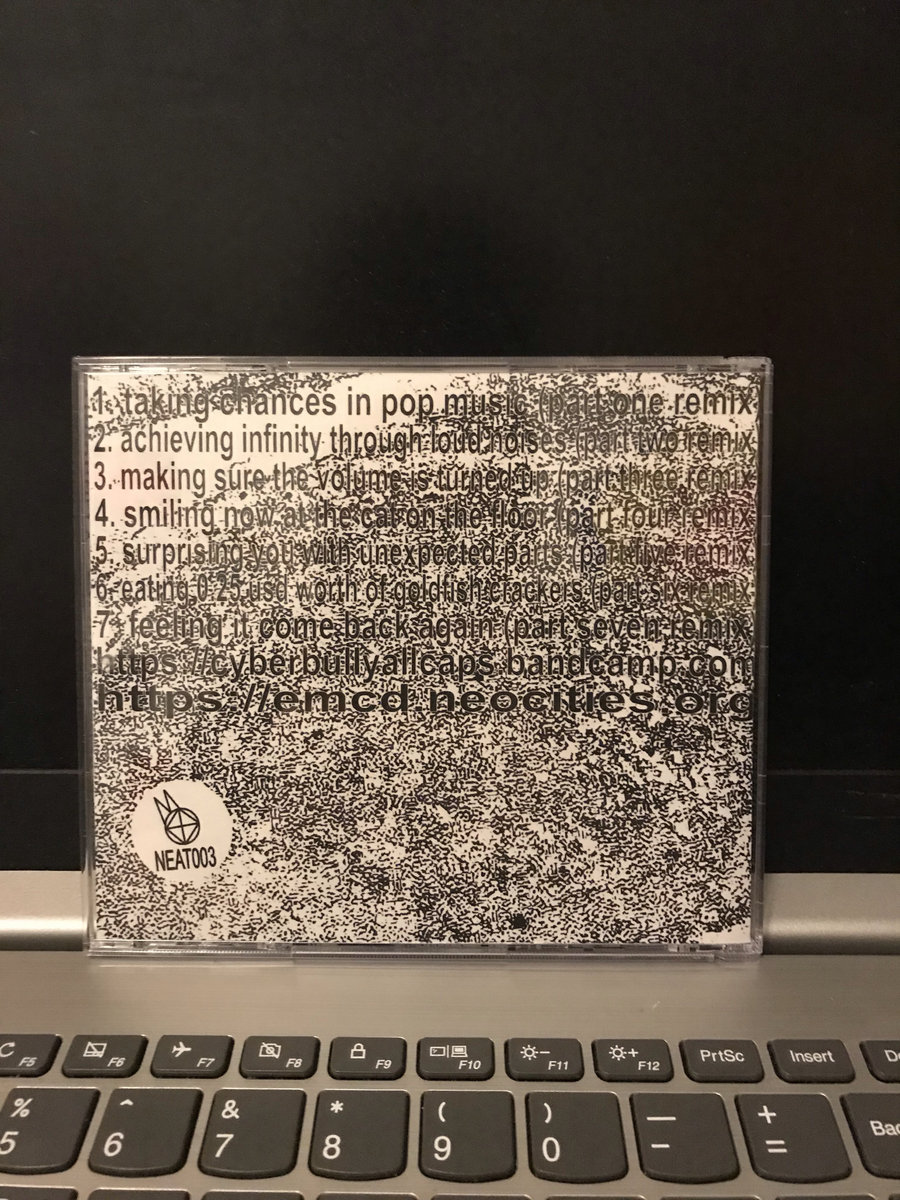 1. taking chances in pop music (part one remix)
2. achieving infinity through loud noises (part two remix
3. making sure the volume is turned up (part three remix
4. smiling now at the cat on the floor (part four remix
5. surprising you with unexpected parts (part five remix
6. eating 0.25 usd worth of goldfish crackers (part six remix
7. feeling it come back again (part seven remix
https://cyberbullyallcaps.bandcamp.com
https://emcd.neocities.org
NEAT003
F5 F6 F7 F8 F9 F10 F11 F12 PrtSc Insert De
% ^ & * ( ) — +
5 6 7 8 9 0 - = Bac